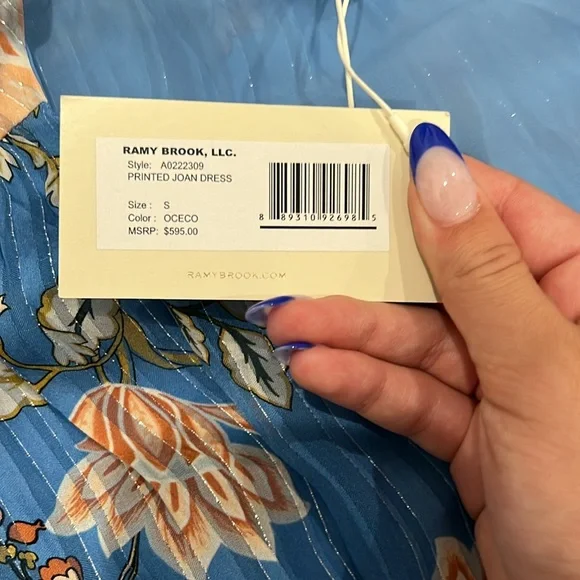 RAMY BROOK, LLC.
Style: A0222309
PRINTED JOAN DRESS
Size: S
Color: OCECO
MSRP: $595.00
8 89310 92698 5
RAMYBROOK.COM